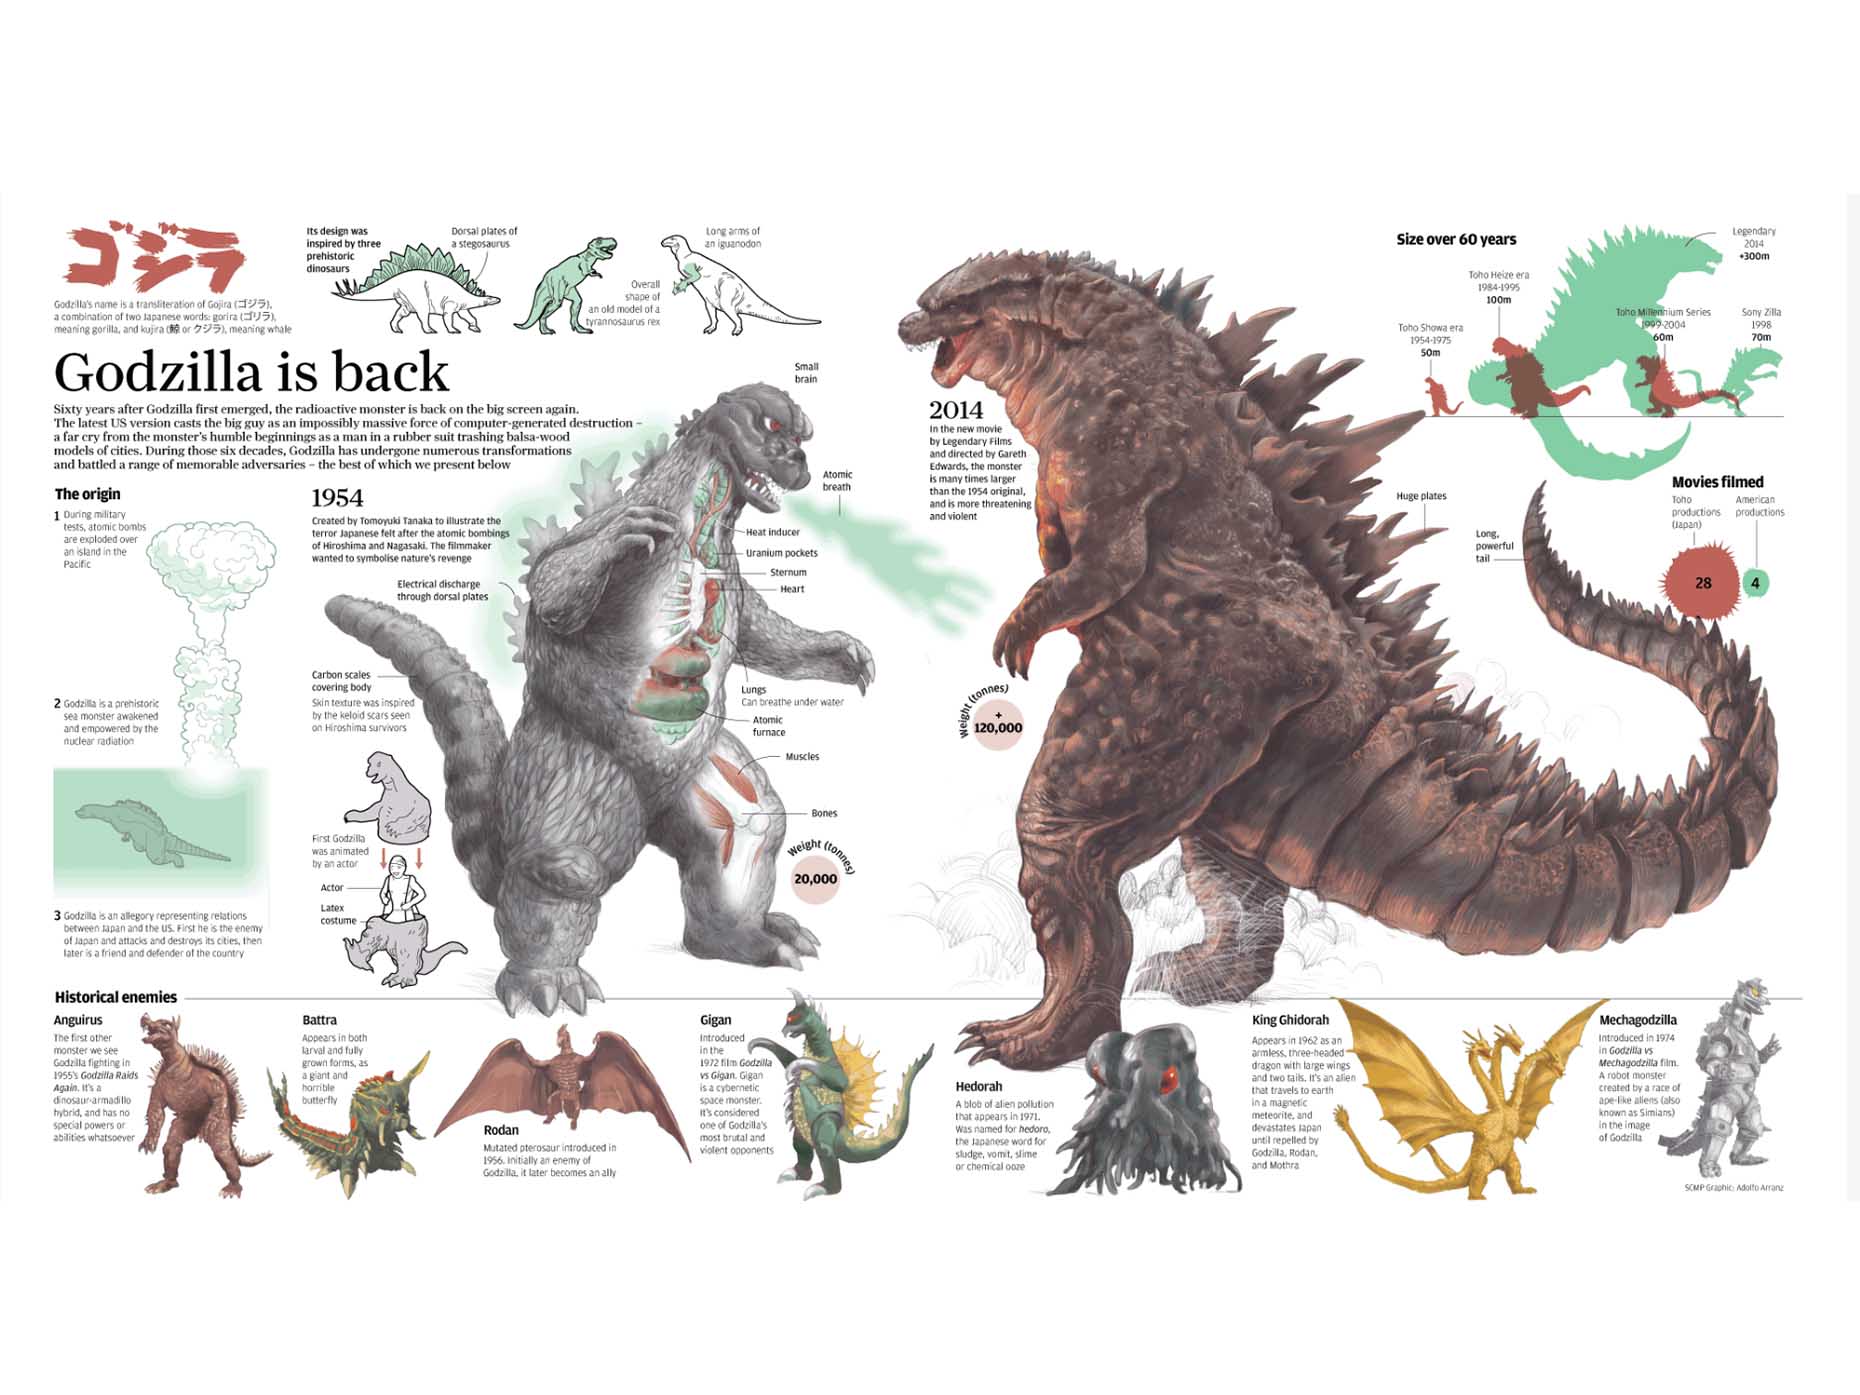 ゴジラ
Godzilla's name is a transliteration of Gojira (ゴジラ),
a combination of two Japanese words: gorira (ゴリラ),
meaning gorilla, and kujira (鯨 or クジラ), meaning whale
Its design was
inspired by three
prehistoric
dinosaurs
Dorsal plates of
a stegosaurus
Overall
shape of
an old model of a
tyrannosaurus rex
Long arms of
an iguanodon
Godzilla is back
Sixty years after Godzilla first emerged, the radioactive monster is back on the big screen again.
The latest US version casts the big guy as an impossibly massive force of computer-generated destruction –
a far cry from the monster's humble beginnings as a man in a rubber suit trashing balsa-wood
models of cities. During those six decades, Godzilla has undergone numerous transformations
and battled a range of memorable adversaries – the best of which we present below
The origin
1 During military
tests, atomic bombs
are exploded over
an island in the
Pacific
2 Godzilla is a prehistoric
sea monster awakened
and empowered by the
nuclear radiation
3 Godzilla is an allegory representing relations
between Japan and the US. First he is the enemy
of Japan and attacks and destroys its cities, then
later is a friend and defender of the country
1954
Created by Tomoyuki Tanaka to illustrate the
terror Japanese felt after the atomic bombings
of Hiroshima and Nagasaki. The filmmaker
wanted to symbolise nature's revenge
Electrical discharge
through dorsal plates
Carbon scales
covering body
Skin texture was inspired
by the keloid scars seen
on Hiroshima survivors
First Godzilla
was animated
by an actor
Actor
Latex
costume
Small
brain
Atomic
breath
Heat inducer
Uranium pockets
Sternum
Heart
Lungs
Can breathe under water
Atomic
furnace
Muscles
Bones
Weight (tonnes)
20,000
2014
In the new movie
by Legendary Films
and directed by Gareth
Edwards, the monster
is many times larger
than the 1954 original,
and is more threatening
and violent
Weight (tonnes)
+
120,000
Huge plates
Long,
powerful
tail
Size over 60 years
Toho Showa era
1954-1975
50m
Toho Heize era
1984-1995
100m
Toho Millennium Series
1999-2004
60m
Legendary
2014
+300m
Sony Zilla
1998
70m
Movies filmed
Toho
productions
(Japan)
28
American
productions
4
Historical enemies
Anguirus
The first other
monster we see
Godzilla fighting in
1955's Godzilla Raids
Again. It's a
dinosaur-armadillo
hybrid, and has no
special powers or
abilities whatsoever
Battra
Appears in both
larval and fully
grown forms, as
a giant and
horrible
butterfly
Rodan
Mutated pterosaur introduced in
1956. Initially an enemy of
Godzilla, it later becomes an ally
Gigan
Introduced
in the
1972 film Godzilla
vs Gigan. Gigan
is a cybernetic
space monster.
It's considered
one of Godzilla's
most brutal and
violent opponents
Hedorah
A blob of alien pollution
that appears in 1971.
Was named for hedoro,
the Japanese word for
sludge, vomit, slime
or chemical ooze
King Ghidorah
Appears in 1962 as an
armless, three-headed
dragon with large wings
and two tails. It's an alien
that travels to earth
in a magnetic
meteorite, and
devastates Japan
until repelled by
Godzilla, Rodan,
and Mothra
Mechagodzilla
Introduced in 1974
in Godzilla vs
Mechagodzilla film.
A robot monster
created by a race of
ape-like aliens (also
known as Simians)
in the image
of Godzilla
SCMP Graphic: Adolfo Arranz